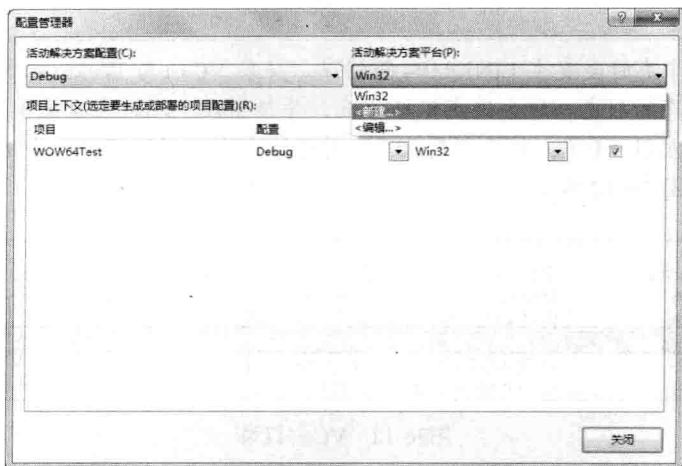 配置管理器
活动解决方案配置(C):
活动解决方案平台(P):
Debug
Win32
Win32
<新建...>
<编辑...>
项目上下文(选定要生成或部署的项目配置)(R):
项目
配置
WOW64Test
Debug
Win32
关闭